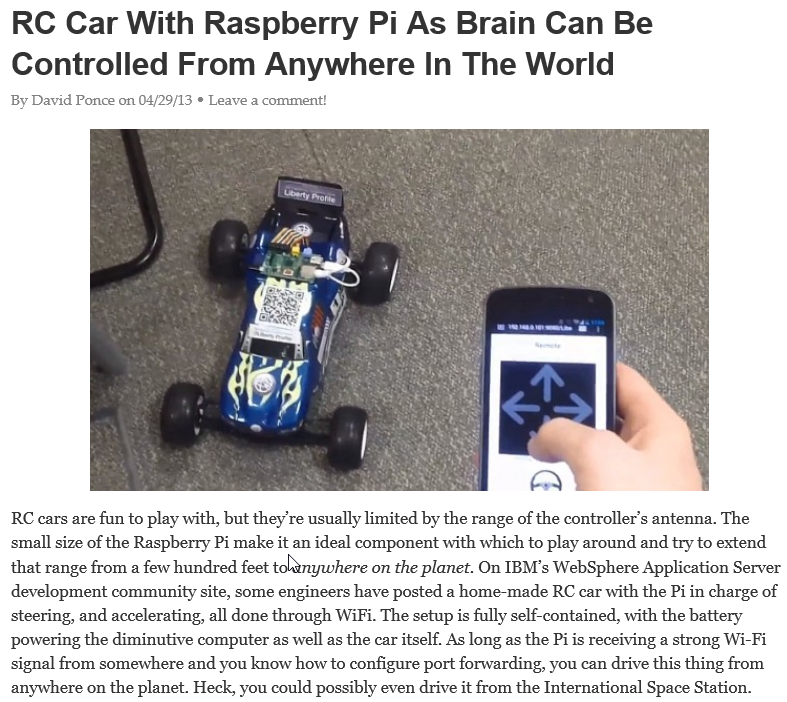 RC Car With Raspberry Pi As Brain Can Be
Controlled From Anywhere In The World
By David Ponce on 04/29/13 • Leave a comment!
Liberty Profile
Liberty Profile
192.168.0.101:9080/Libe
Remote
RC cars are fun to play with, but they’re usually limited by the range of the controller’s antenna. The
small size of the Raspberry Pi make it an ideal component with which to play around and try to extend
that range from a few hundred feet to anywhere on the planet. On IBM’s WebSphere Application Server
development community site, some engineers have posted a home-made RC car with the Pi in charge of
steering, and accelerating, all done through WiFi. The setup is fully self-contained, with the battery
powering the diminutive computer as well as the car itself. As long as the Pi is receiving a strong Wi-Fi
signal from somewhere and you know how to configure port forwarding, you can drive this thing from
anywhere on the planet. Heck, you could possibly even drive it from the International Space Station.